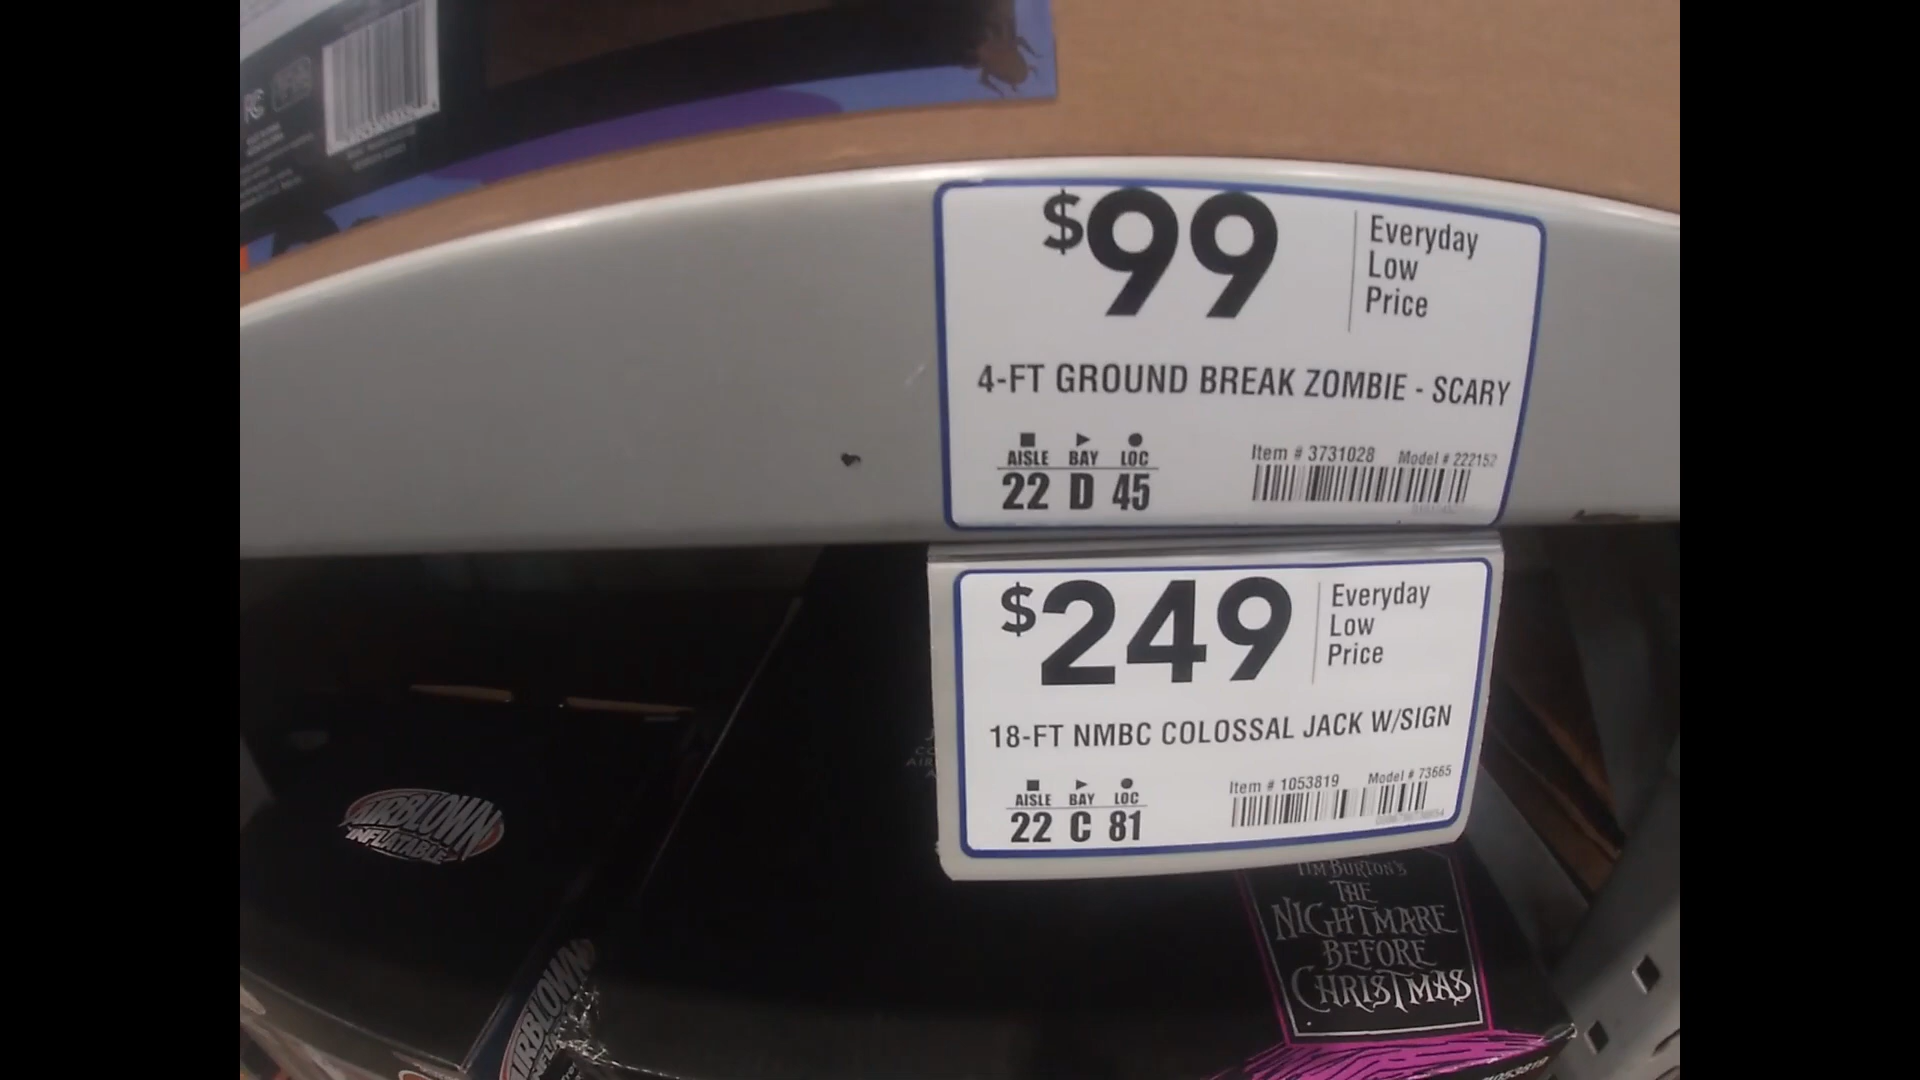 $99
Everyday
Low
Price
4-FT GROUND BREAK ZOMBIE - SCARY
AISLE BAY LOC
22 D 45
Item # 3731028 Model # 222152
$249
Everyday
Low
Price
18-FT NMBC COLOSSAL JACK W/SIGN
AISLE BAY LOC
22 C 81
Item # 1053819 Model # 73665
AIRBLOWN
INFLATABLE
AIRBLOWN
TIM BURTON'S
THE
NIGHTMARE
BEFORE
CHRISTMAS